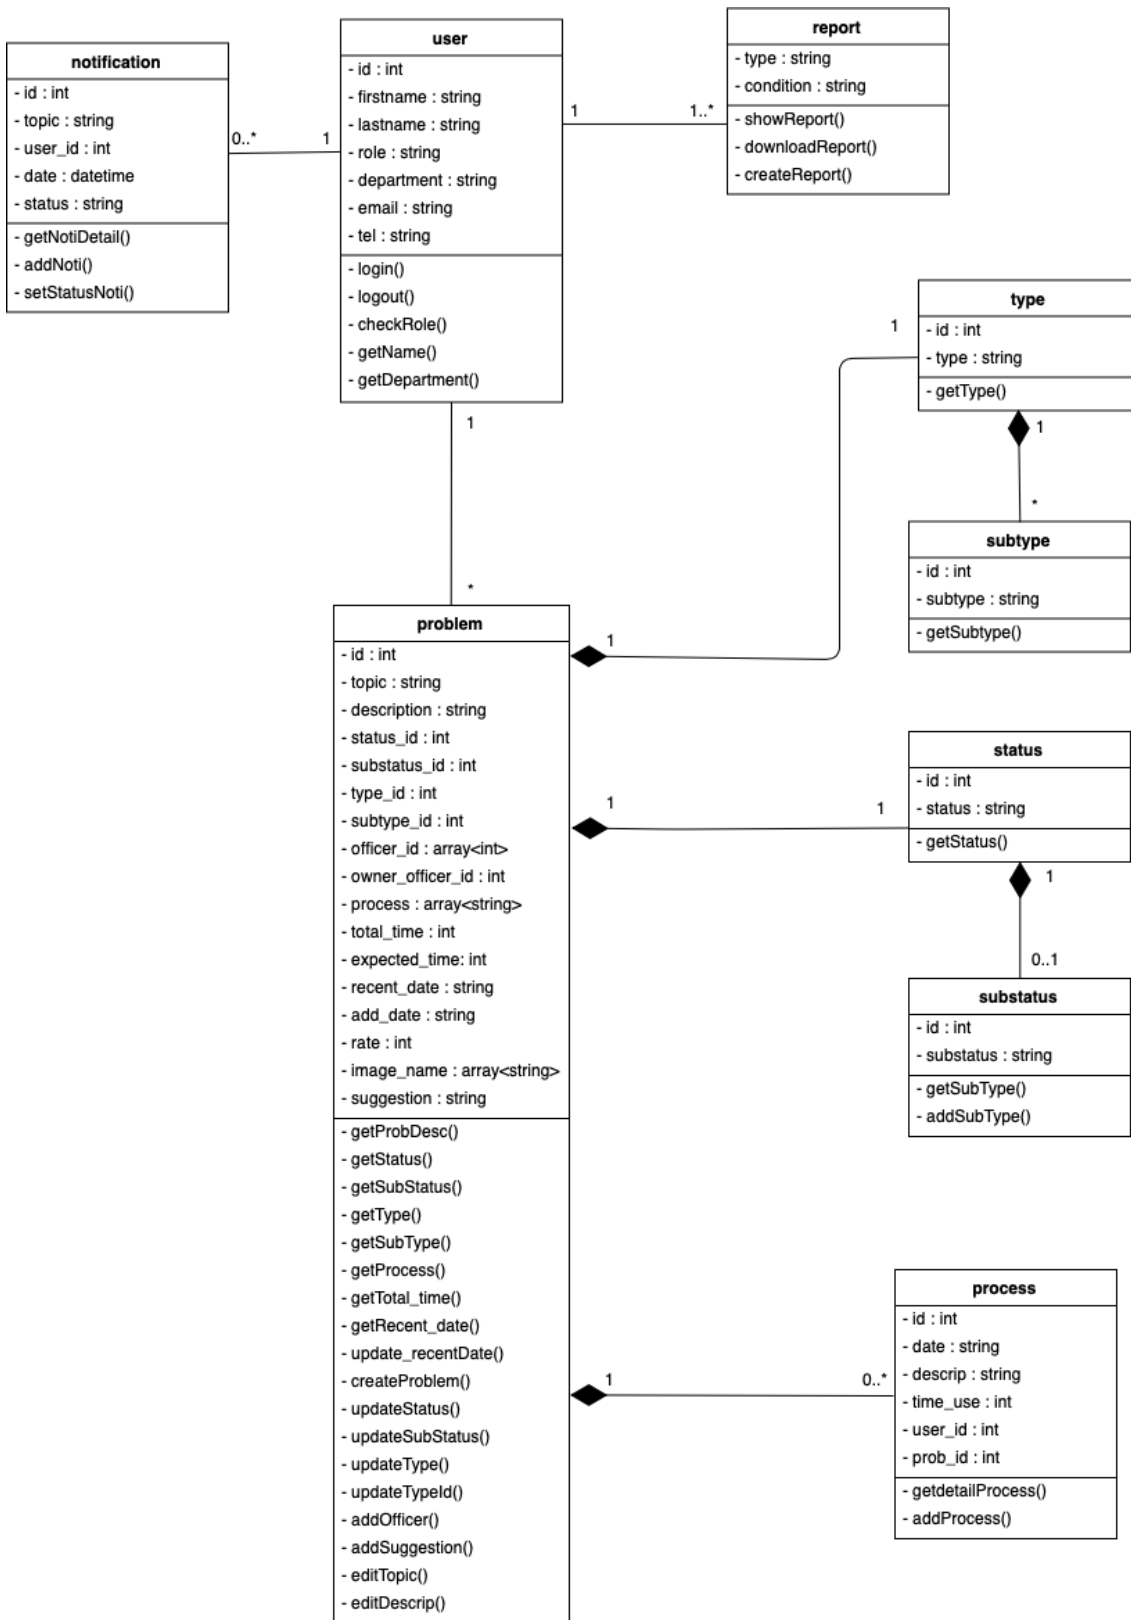 notification
- id : int
- topic : string
- user_id : int
- date : datetime
- status : string
- getNotiDetail()
- addNoti()
- setStatusNoti()
0..*
1
user
- id : int
- firstname : string
- lastname : string
- role : string
- department : string
- email : string
- tel : string
- login()
- logout()
- checkRole()
- getName()
- getDepartment()
1
1..*
report
- type : string
- condition : string
- showReport()
- downloadReport()
- createReport()
1
*
type
- id : int
- type : string
- getType()
1
1
*
subtype
- id : int
- subtype : string
- getSubtype()
problem
- id : int
- topic : string
- description : string
- status_id : int
- substatus_id : int
- type_id : int
- subtype_id : int
- officer_id : array<int>
- owner_officer_id : int
- process : array<string>
- total_time : int
- expected_time: int
- recent_date : string
- add_date : string
- rate : int
- image_name : array<string>
- suggestion : string
- getProbDesc()
- getStatus()
- getSubStatus()
- getType()
- getSubType()
- getProcess()
- getTotal_time()
- getRecent_date()
- update_recentDate()
- createProblem()
- updateStatus()
- updateSubStatus()
- updateType()
- updateTypeId()
- addOfficer()
- addSuggestion()
- editTopic()
- editDescrip()
1
1
1
status
- id : int
- status : string
- getStatus()
1
0..1
substatus
- id : int
- substatus : string
- getSubType()
- addSubType()
1
0..*
process
- id : int
- date : string
- descrip : string
- time_use : int
- user_id : int
- prob_id : int
- getdetailProcess()
- addProcess()